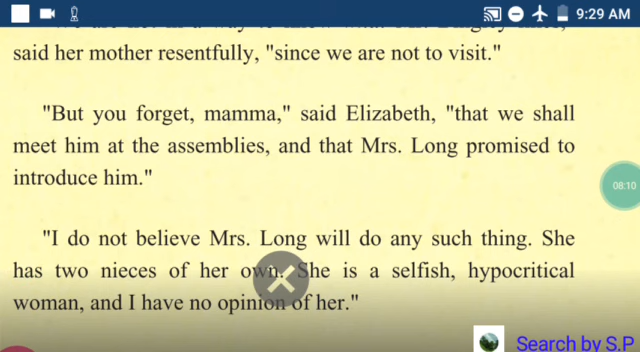 9:29 AM
said her mother resentfully, "since we are not to visit."
"But you forget, mamma," said Elizabeth, "that we shall
meet him at the assemblies, and that Mrs. Long promised to
introduce him."
08:10
"I do not believe Mrs. Long will do any such thing. She
has two nieces of her own. She is a selfish, hypocritical
woman, and I have no opinion of her."
Search by S.P